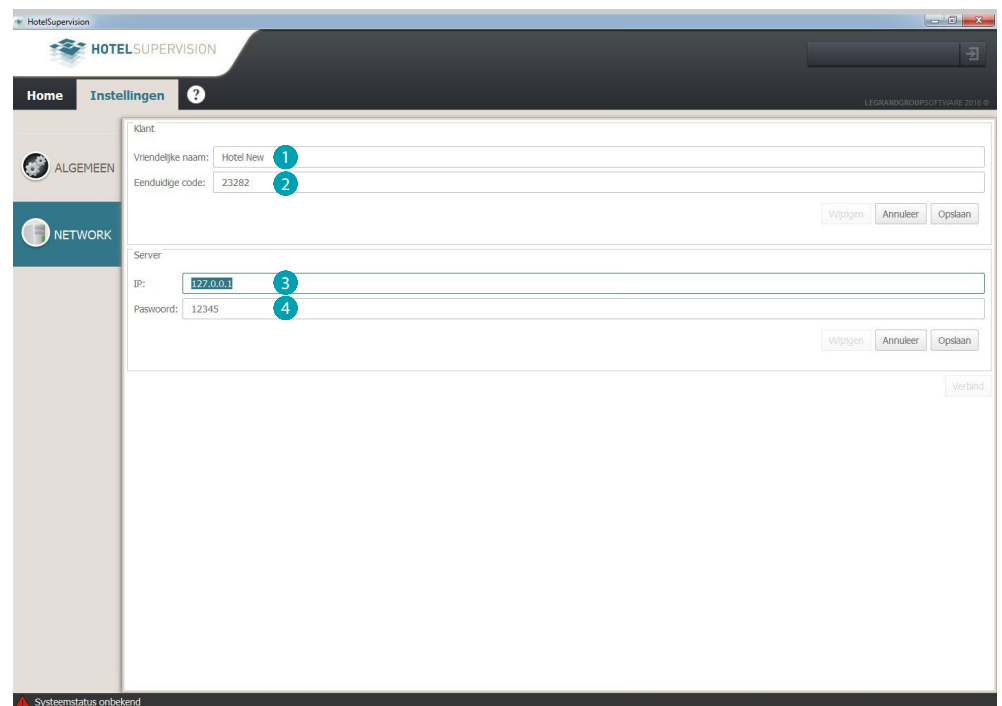 HotelSupervision
HOTELSUPERVISION
Home Instellingen ?
LEGRANDGROUPSOFTWARE 2016 ©
ALGEMEEN
NETWORK
Klant
Vriendelijke naam: Hotel New 1
Eenduidige code: 23282 2
Wijzigen Annuleer Opslaan
Server
IP: 127.0.0.1 3
Paswoord: 12345 4
Wijzigen Annuleer Opslaan
Verbind
Systeemstatus onbekend